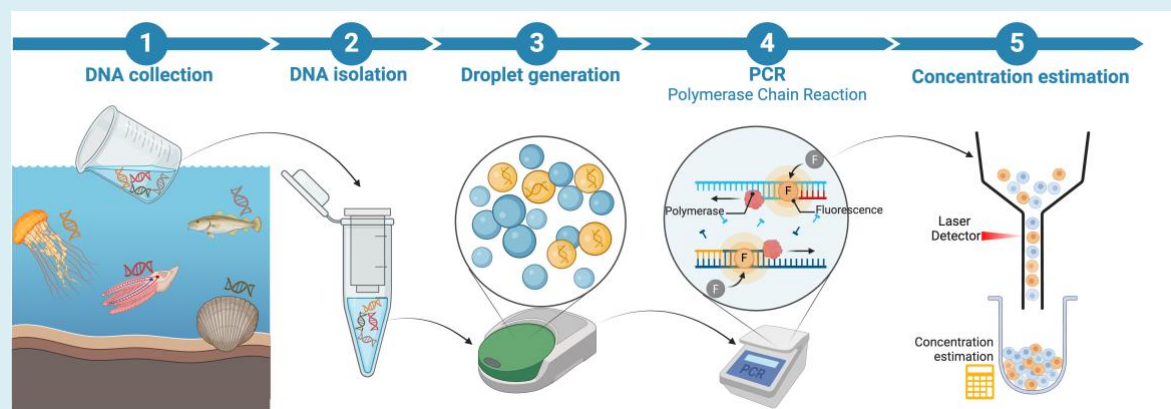 1
DNA collection
2
DNA isolation
3
Droplet generation
4
PCR
Polymerase Chain Reaction
5
Concentration estimation
F
F
Polymerase
Fluorescence
F
F
PCR
Laser
Detector
Concentration
estimation